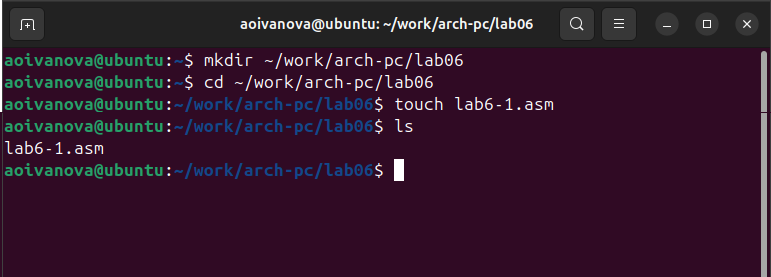 aoivanova@ubuntu: ~/work/arch-pc/lab06
aoivanova@ubuntu:~$ mkdir ~/work/arch-pc/lab06
aoivanova@ubuntu:~$ cd ~/work/arch-pc/lab06
aoivanova@ubuntu:~/work/arch-pc/lab06$ touch lab6-1.asm
aoivanova@ubuntu:~/work/arch-pc/lab06$ ls
lab6-1.asm
aoivanova@ubuntu:~/work/arch-pc/lab06$